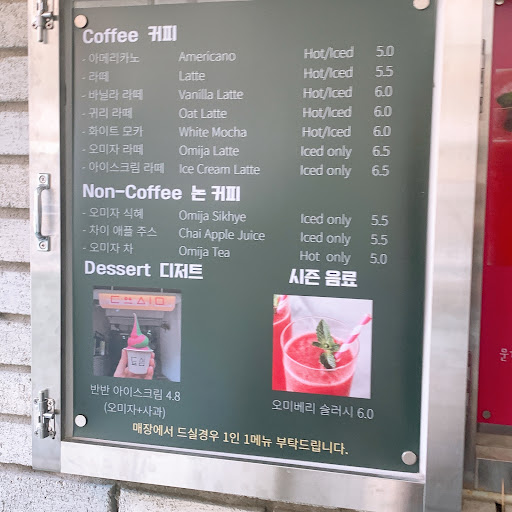 Coffee 커피
- 아메리카노 Americano Hot/Iced 5.0
- 라떼 Latte Hot/Iced 5.5
- 바닐라 라떼 Vanilla Latte Hot/Iced 6.0
- 귀리 라떼 Oat Latte Hot/Iced 6.0
- 화이트 모카 White Mocha Hot/Iced 6.0
- 오미자 라떼 Omija Latte Iced only 6.5
- 아이스크림 라떼 Ice Cream Latte Iced only 6.5
Non-Coffee 논 커피
- 오미자 식혜 Omija Sikhye Iced only 5.5
- 차이 애플 주스 Chai Apple Juice Iced only 5.5
- 오미자 차 Omija Tea Hot only 5.0
Dessert 디저트
반반 아이스크림 4.8
(오미자+사과)
시즌 음료
오미베리 슬러시 6.0
매장에서 드실경우 1인 1메뉴 부탁드립니다.